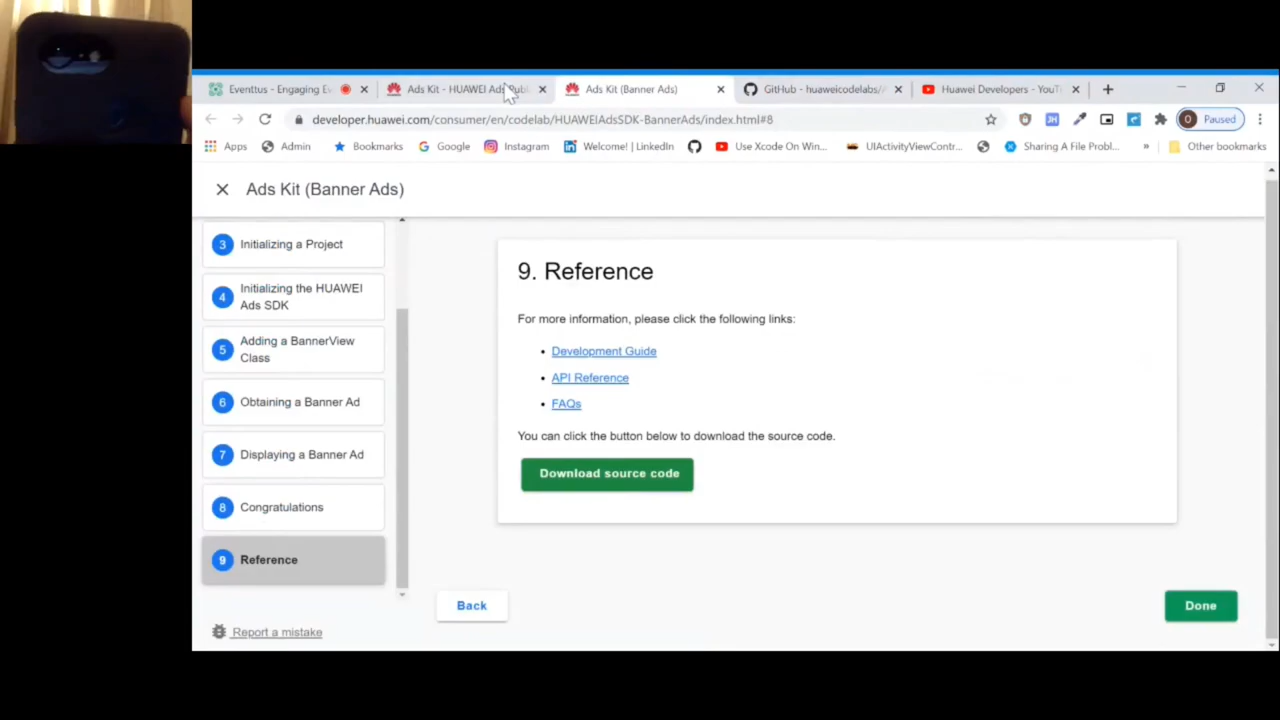 Eventtus - Engaging Ev
Ads Kit - HUAWEI Ads Publ
Ads Kit (Banner Ads)
GitHub - huaweicodelabs/A
Huawei Developers - YouT
developer.huawei.com/consumer/en/codelab/HUAWEIAdsSDK-BannerAds/index.html#8
JH
O Paused
Apps
Admin
Bookmarks
Google
Instagram
Welcome! | LinkedIn
Use Xcode On Win...
UIActivityViewContr...
Sharing A File Probl...
»
Other bookmarks
Ads Kit (Banner Ads)
3 Initializing a Project
4 Initializing the HUAWEI
Ads SDK
5 Adding a BannerView
Class
6 Obtaining a Banner Ad
7 Displaying a Banner Ad
8 Congratulations
9 Reference
Report a mistake
9. Reference
For more information, please click the following links:
• Development Guide
• API Reference
• FAQs
You can click the button below to download the source code.
Download source code
Back
Done